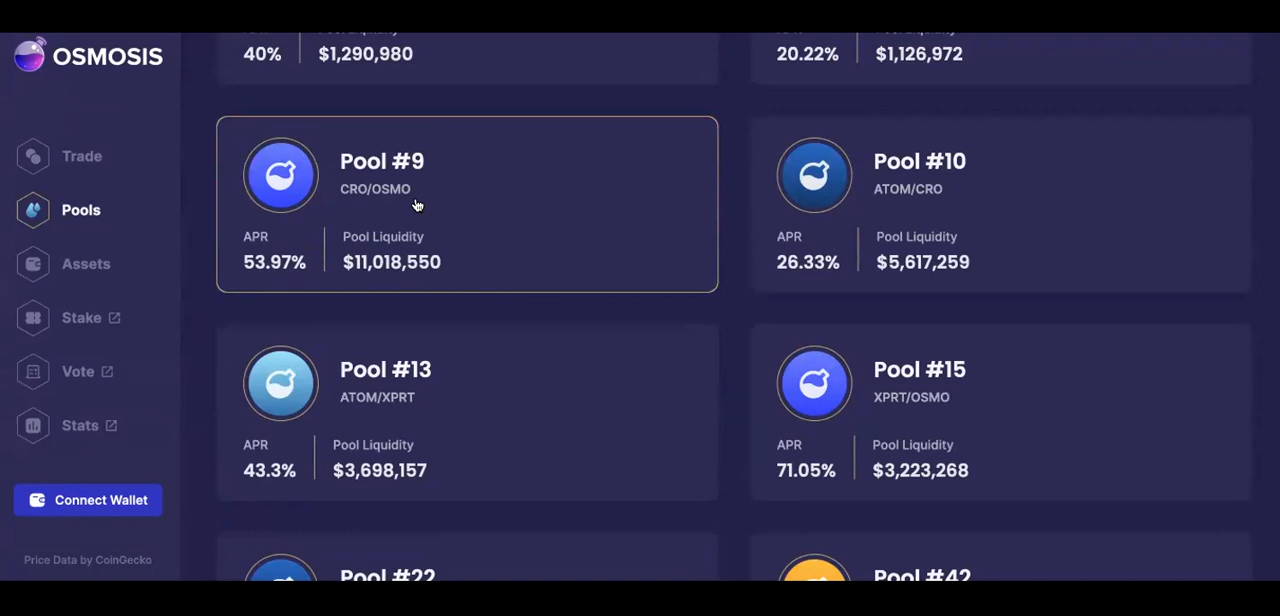 OSMOSIS
Trade
Pools
Assets
Stake
Vote
Stats
Connect Wallet
Price Data by CoinGecko
40% $1,290,980
20.22% $1,126,972
Pool #9
CRO/OSMO
APR Pool Liquidity
53.97% $11,018,550
Pool #10
ATOM/CRO
APR Pool Liquidity
26.33% $5,617,259
Pool #13
ATOM/XPRT
APR Pool Liquidity
43.3% $3,698,157
Pool #15
XPRT/OSMO
APR Pool Liquidity
71.05% $3,223,268
Pool #22
Pool #42